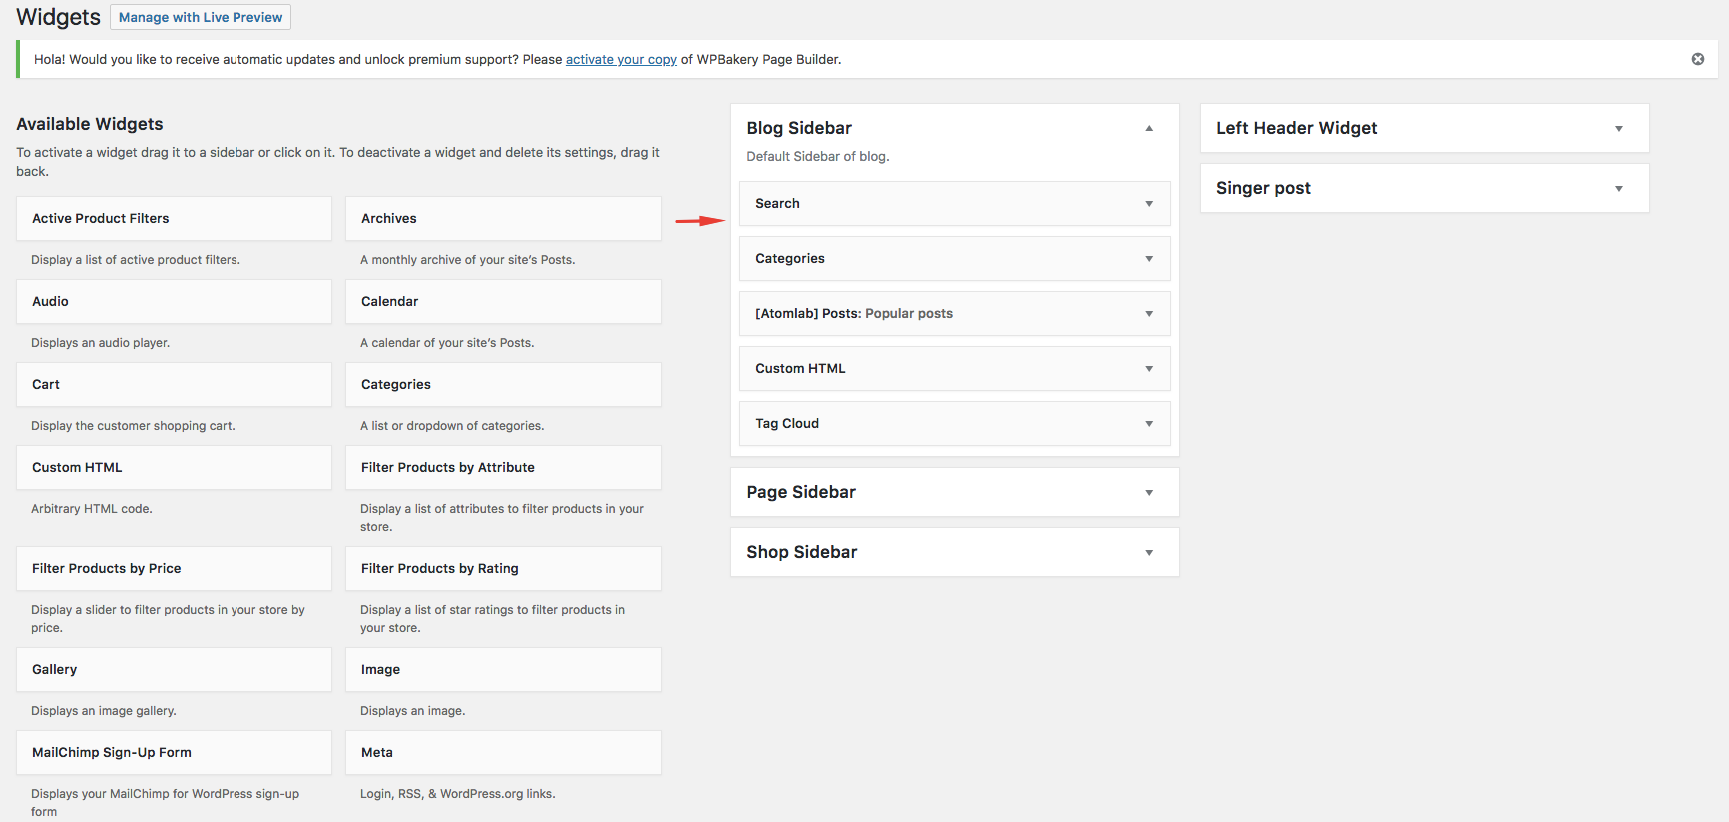 Widgets
Manage with Live Preview
Hola! Would you like to receive automatic updates and unlock premium support? Please activate your copy of WPBakery Page Builder.
Available Widgets
To activate a widget drag it to a sidebar or click on it. To deactivate a widget and delete its settings, drag it
back.
Active Product Filters
Display a list of active product filters.
Archives
A monthly archive of your site’s Posts.
Audio
Displays an audio player.
Calendar
A calendar of your site’s Posts.
Cart
Display the customer shopping cart.
Categories
A list or dropdown of categories.
Custom HTML
Arbitrary HTML code.
Filter Products by Attribute
Display a list of attributes to filter products in your
store.
Filter Products by Price
Display a slider to filter products in your store by
price.
Filter Products by Rating
Display a list of star ratings to filter products in
your store.
Gallery
Displays an image gallery.
Image
Displays an image.
MailChimp Sign-Up Form
Displays your MailChimp for WordPress sign-up
form
Meta
Login, RSS, & WordPress.org links.
Blog Sidebar
Default Sidebar of blog.
Search
Categories
[Atomlab] Posts: Popular posts
Custom HTML
Tag Cloud
Page Sidebar
Shop Sidebar
Left Header Widget
Singer post